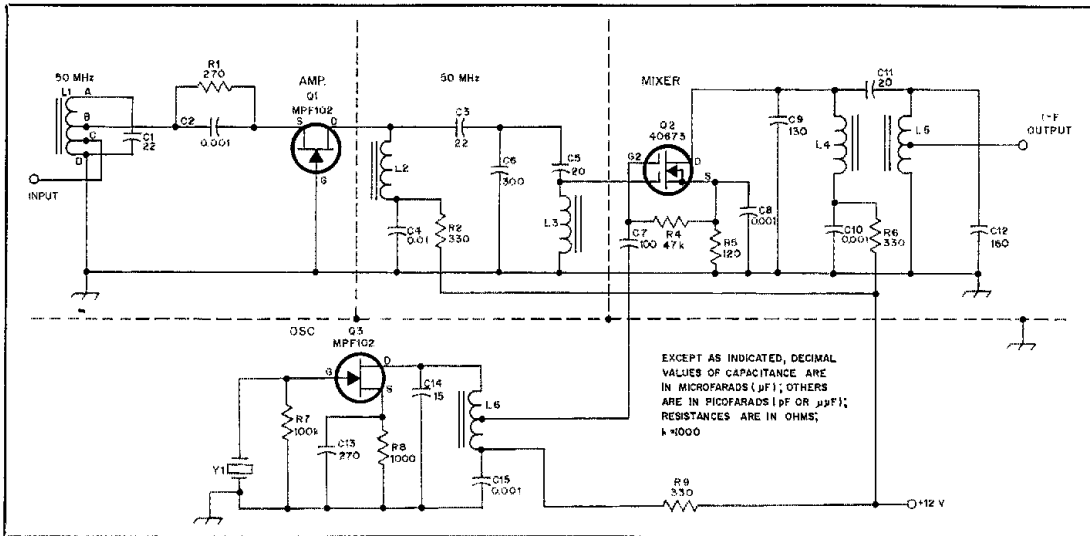 50 MHz
L1
A
B
C
D
C1
22
INPUT
R1
270
C2
0.001
AMP.
Q1
MPF102
S
D
G
50 MHz
L2
C3
22
C4
0.01
R2
330
C6
300
C5
20
L3
MIXER
Q2
40673
G2
D
S
C7
100
R4
47k
R5
120
C8
0.001
C9
130
C11
20
L4
L5
C10
0.001
R6
330
C12
160
OUTPUT
OSC
Q3
MPF102
G
D
S
Y1
R7
100k
C13
270
R8
1000
C14
15
L6
C15
0.001
R9
330
+12 V
EXCEPT AS INDICATED, DECIMAL
VALUES OF CAPACITANCE ARE
IN MICROFARADS (µF); OTHERS
ARE IN PICOFARADS (pF OR µµF);
RESISTANCES ARE IN OHMS;
k=1000